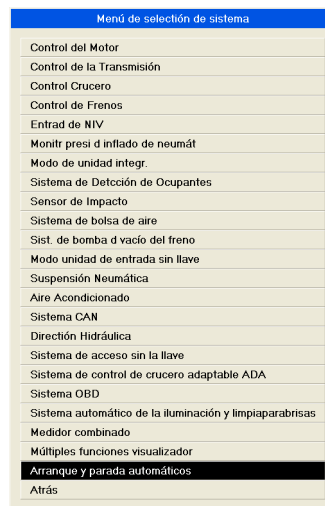 Menú de selectión de sistema
Control del Motor
Control de la Transmisión
Control Crucero
Control de Frenos
Entrad de NIV
Monitr presi d inflado de neumát
Modo de unidad integr.
Sistema de Detcción de Ocupantes
Sensor de Impacto
Sistema de bolsa de aire
Sist. de bomba d vacío del freno
Modo unidad de entrada sin llave
Suspensión Neumática
Aire Acondicionado
Sistema CAN
Directión Hidráulica
Sistema de acceso sin la llave
Sistema de control de crucero adaptable ADA
Sistema OBD
Sistema automático de la iluminación y limpiaparabrisas
Medidor combinado
Múltiples funciones visualizador
Arranque y parada automáticos
Atrás